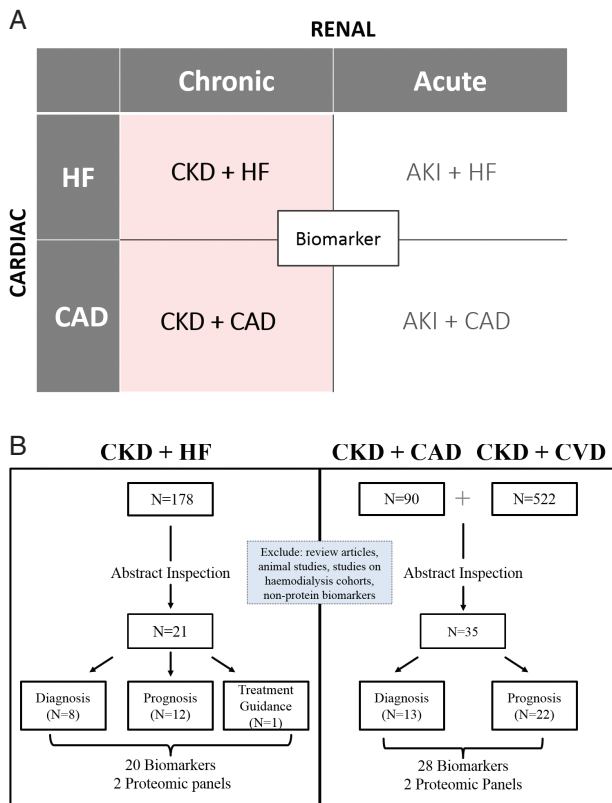 A
RENAL
Chronic Acute
CARDIAC
HF CKD + HF AKI + HF
Biomarker
CAD CKD + CAD AKI + CAD
B
CKD + HF
CKD + CAD CKD + CVD
N=178
N=90 + N=522
Exclude: review articles,
animal studies, studies on
haemodialysis cohorts,
non-protein biomarkers
Abstract Inspection
Abstract Inspection
N=21
N=35
Diagnosis
(N=8)
Prognosis
(N=12)
Treatment
Guidance
(N=1)
Diagnosis
(N=13)
Prognosis
(N=22)
20 Biomarkers
2 Proteomic panels
28 Biomarkers
2 Proteomic Panels